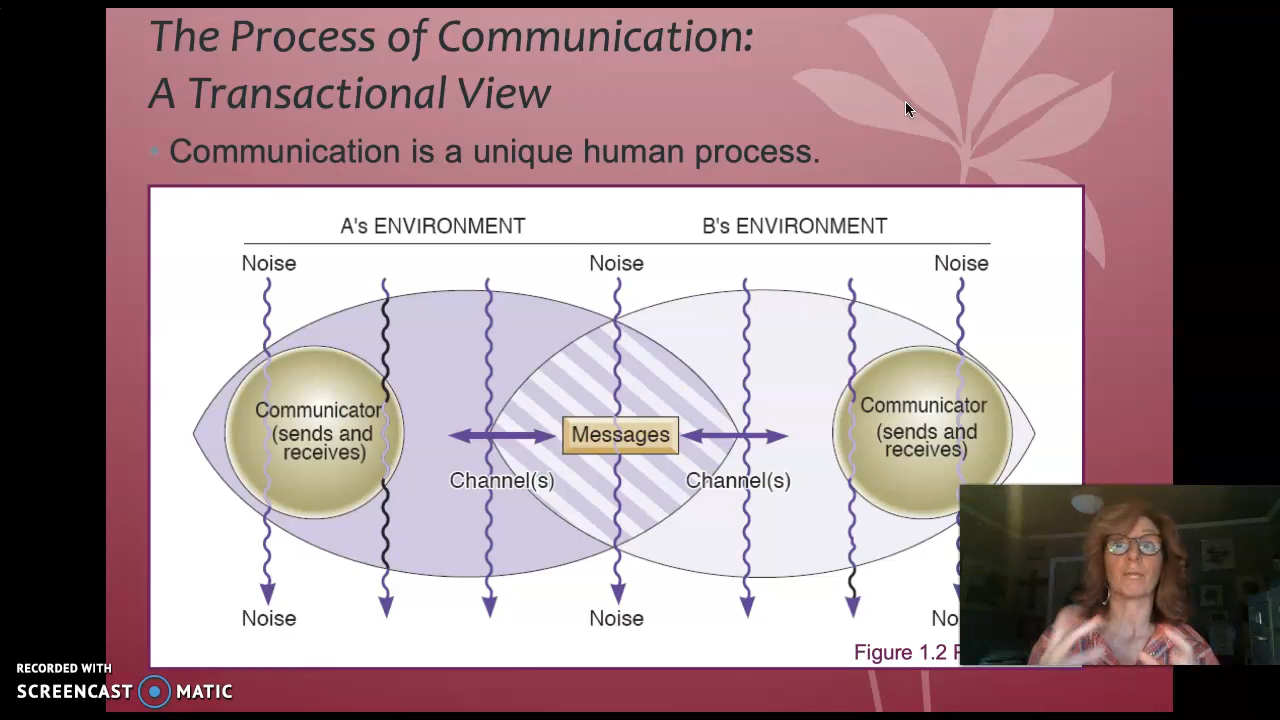 The Process of Communication:
A Transactional View
Communication is a unique human process.
A's ENVIRONMENT
B's ENVIRONMENT
Noise
Noise
Noise
Communicator
(sends and
receives)
Messages
Communicator
(sends and
receives)
Channel(s)
Channel(s)
Noise
Noise
Figure 1.2
RECORDED WITH
SCREENCAST MATIC